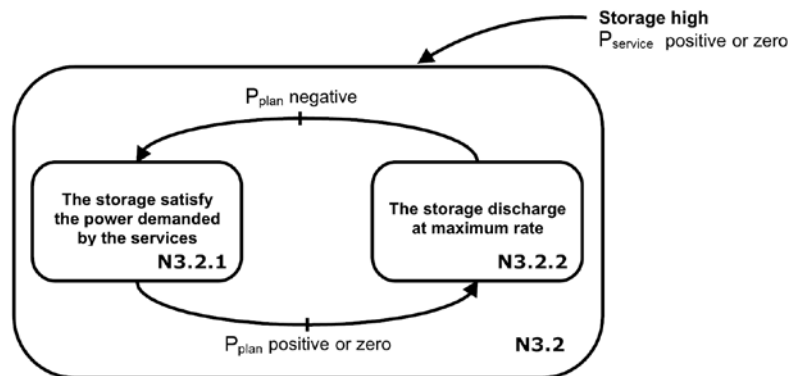 Storage high
Pservice positive or zero
Pplan negative
The storage satisfy
the power demanded
by the services
N3.2.1
The storage discharge
at maximum rate
N3.2.2
Pplan positive or zero
N3.2